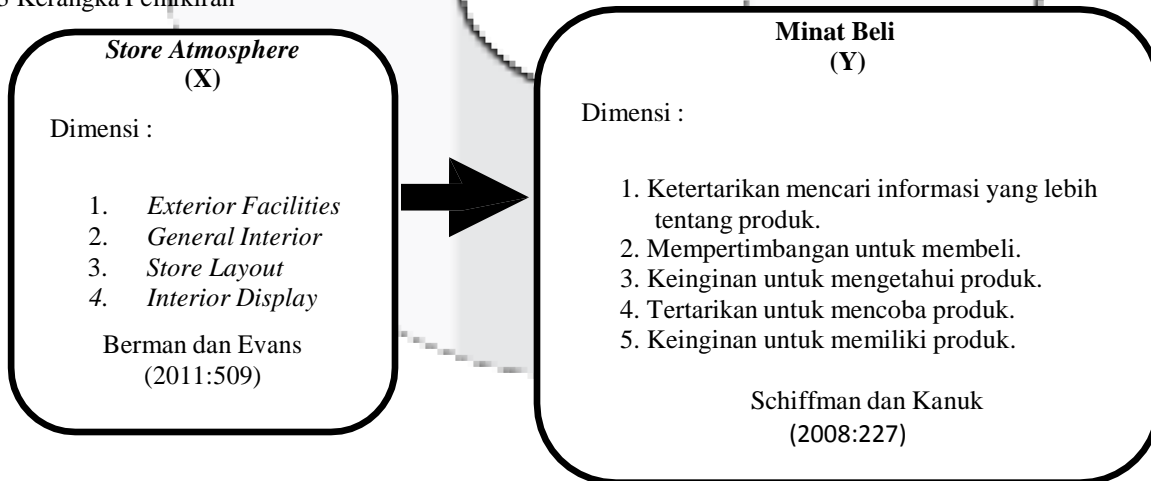 Kerangka Pemikiran
Store Atmosphere
(X)
Dimensi :
1. Exterior Facilities
2. General Interior
3. Store Layout
4. Interior Display
Berman dan Evans
(2011:509)
Minat Beli
(Y)
Dimensi :
1. Ketertarikan mencari informasi yang lebih
tentang produk.
2. Mempertimbangan untuk membeli.
3. Keinginan untuk mengetahui produk.
4. Tertarikan untuk mencoba produk.
5. Keinginan untuk memiliki produk.
Schiffman dan Kanuk
(2008:227)